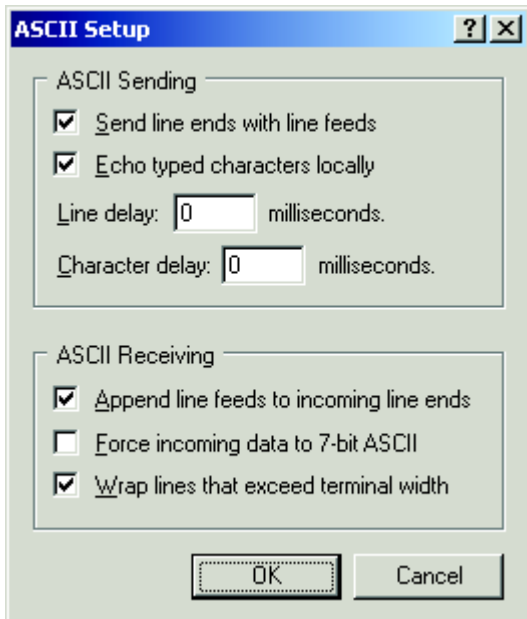 ASCII Setup
ASCII Sending
Send line ends with line feeds
Echo typed characters locally
Line delay: 0 milliseconds.
Character delay: 0 milliseconds.
ASCII Receiving
Append line feeds to incoming line ends
Force incoming data to 7-bit ASCII
Wrap lines that exceed terminal width
OK Cancel